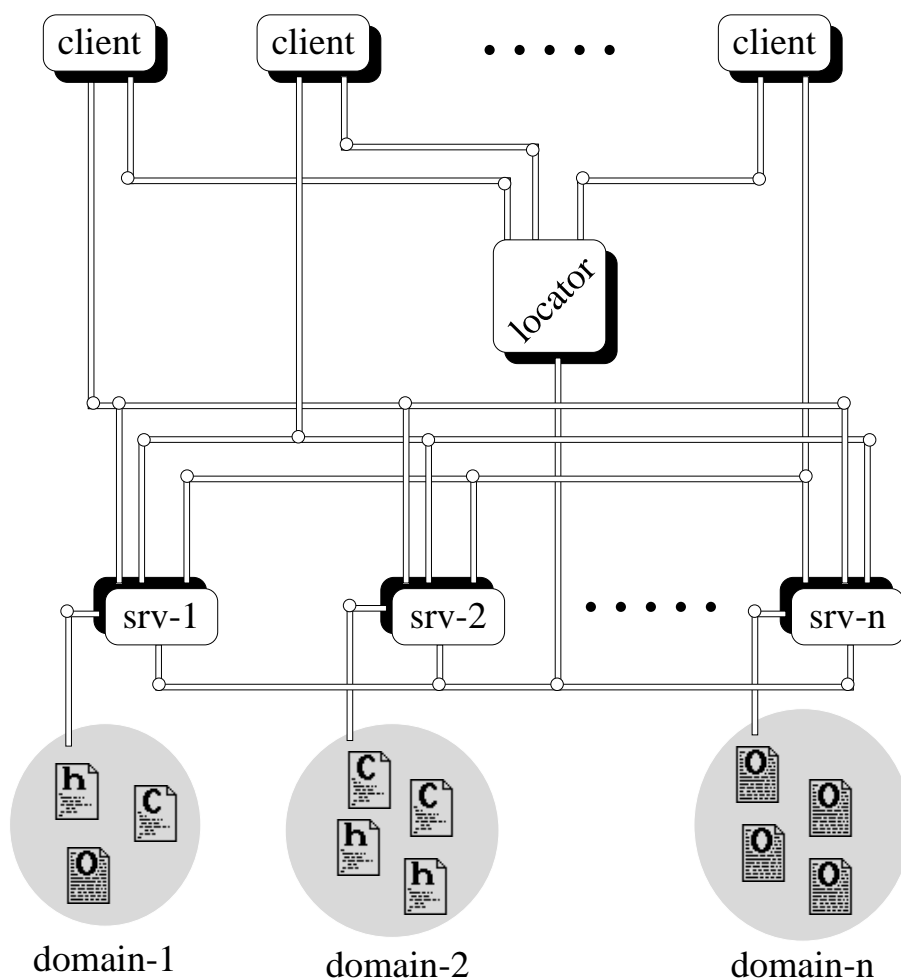 client
client
client
locator
srv-1
srv-2
srv-n
h
C
O
C
C
h
h
O
O
O
O
domain-1
domain-2
domain-n